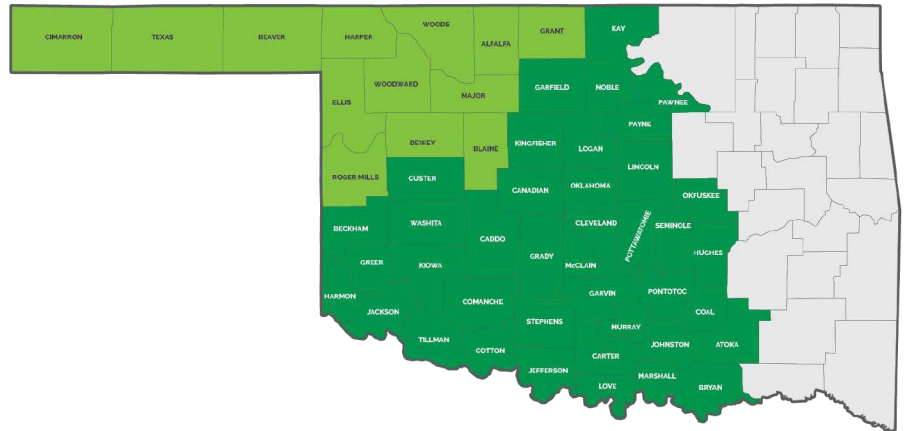 CIMARRON
TEXAS
BEAVER
HARPER
WOODS
ALFALFA
GRANT
KAY
WOODWARD
ELLIS
MAJOR
GARFIELD
NOBLE
PAWNEE
PAYNE
DEWEY
BLAINE
KINGFISHER
LOGAN
LINCOLN
ROGER MILLS
CUSTER
CANADIAN
OKLAHOMA
OKFUSKEE
BECKHAM
WASHITA
CADDO
CLEVELAND
POTTAWATOMIE
SEMINOLE
HUGHES
GREER
KIOWA
GRADY
McCLAIN
HARMON
JACKSON
COMANCHE
GARVIN
PONTOTOC
COAL
STEPHENS
MURRAY
TILLMAN
COTTON
JOHNSTON
ATOKA
CARTER
JEFFERSON
LOVE
MARSHALL
BRYAN